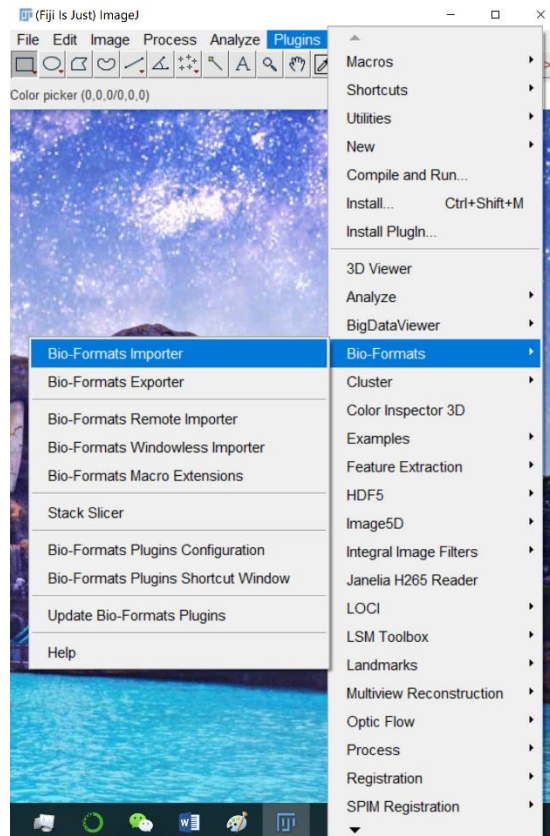 (Fiji Is Just) ImageJ
File Edit Image Process Analyze Plugins
Color picker (0,0,0/0,0,0)
Macros
Shortcuts
Utilities
New
Compile and Run...
Install... Ctrl+Shift+M
Install PlugIn...
3D Viewer
Analyze
BigDataViewer
Bio-Formats
Cluster
Color Inspector 3D
Examples
Feature Extraction
HDF5
Image5D
Integral Image Filters
Janelia H265 Reader
LOCI
LSM Toolbox
Landmarks
Multiview Reconstruction
Optic Flow
Process
Registration
SPIM Registration
Bio-Formats Importer
Bio-Formats Exporter
Bio-Formats Remote Importer
Bio-Formats Windowless Importer
Bio-Formats Macro Extensions
Stack Slicer
Bio-Formats Plugins Configuration
Bio-Formats Plugins Shortcut Window
Update Bio-Formats Plugins
Help